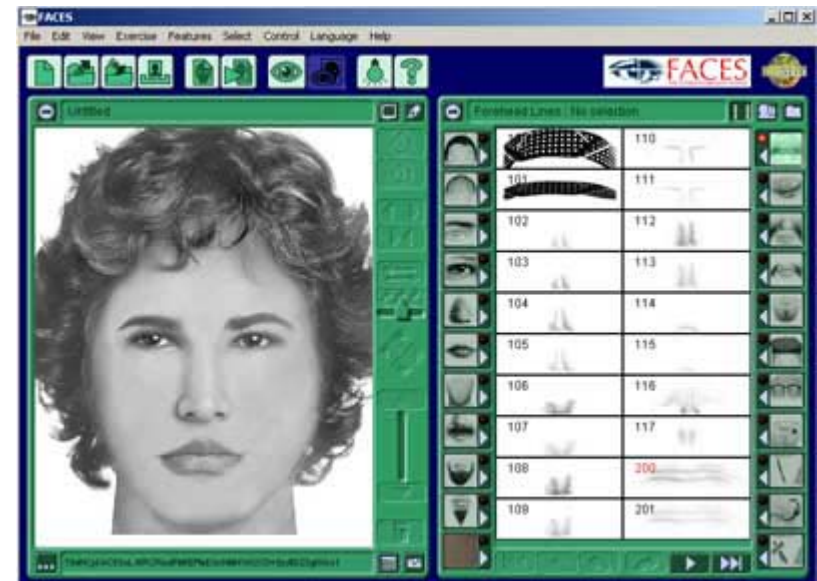 FACES
File Edit View Exercise Features Select Control Language Help
FACES
Untitled
Forehead Lines : No selection
110
101 111
102 112
103 113
104 114
105 115
106 116
107 117
108 200
109 201